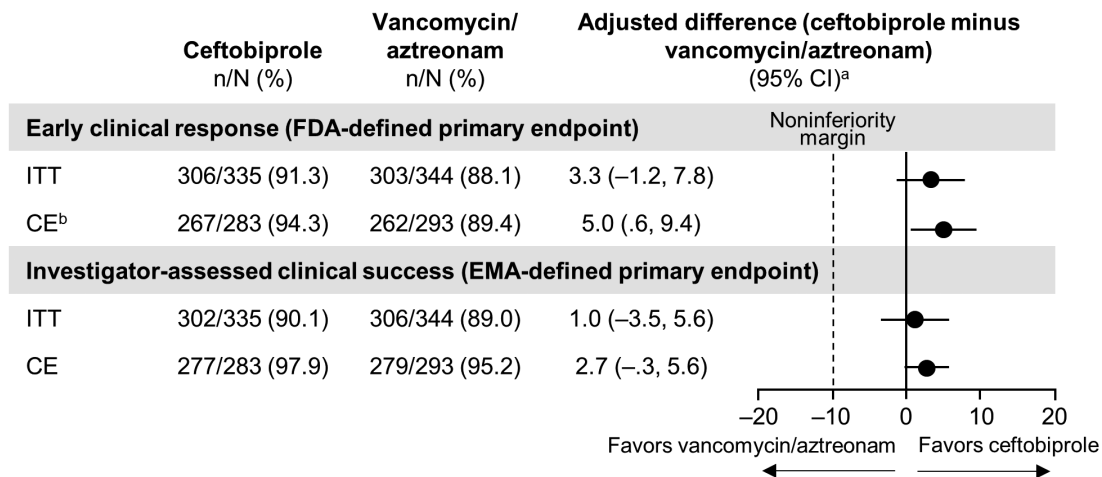 Ceftobiprole n/N (%) Vancomycin/ aztreonam n/N (%) Adjusted difference (ceftobiprole minus vancomycin/aztreonam) (95% CI)ᵃ
Early clinical response (FDA-defined primary endpoint)
Noninferiority
margin
ITT 306/335 (91.3) 303/344 (88.1) 3.3 (–1.2, 7.8)
CEᵇ 267/283 (94.3) 262/293 (89.4) 5.0 (.6, 9.4)
Investigator-assessed clinical success (EMA-defined primary endpoint)
ITT 302/335 (90.1) 306/344 (89.0) 1.0 (–3.5, 5.6)
CE 277/283 (97.9) 279/293 (95.2) 2.7 (–.3, 5.6)
–20 –10 0 10 20
Favors vancomycin/aztreonam Favors ceftobiprole